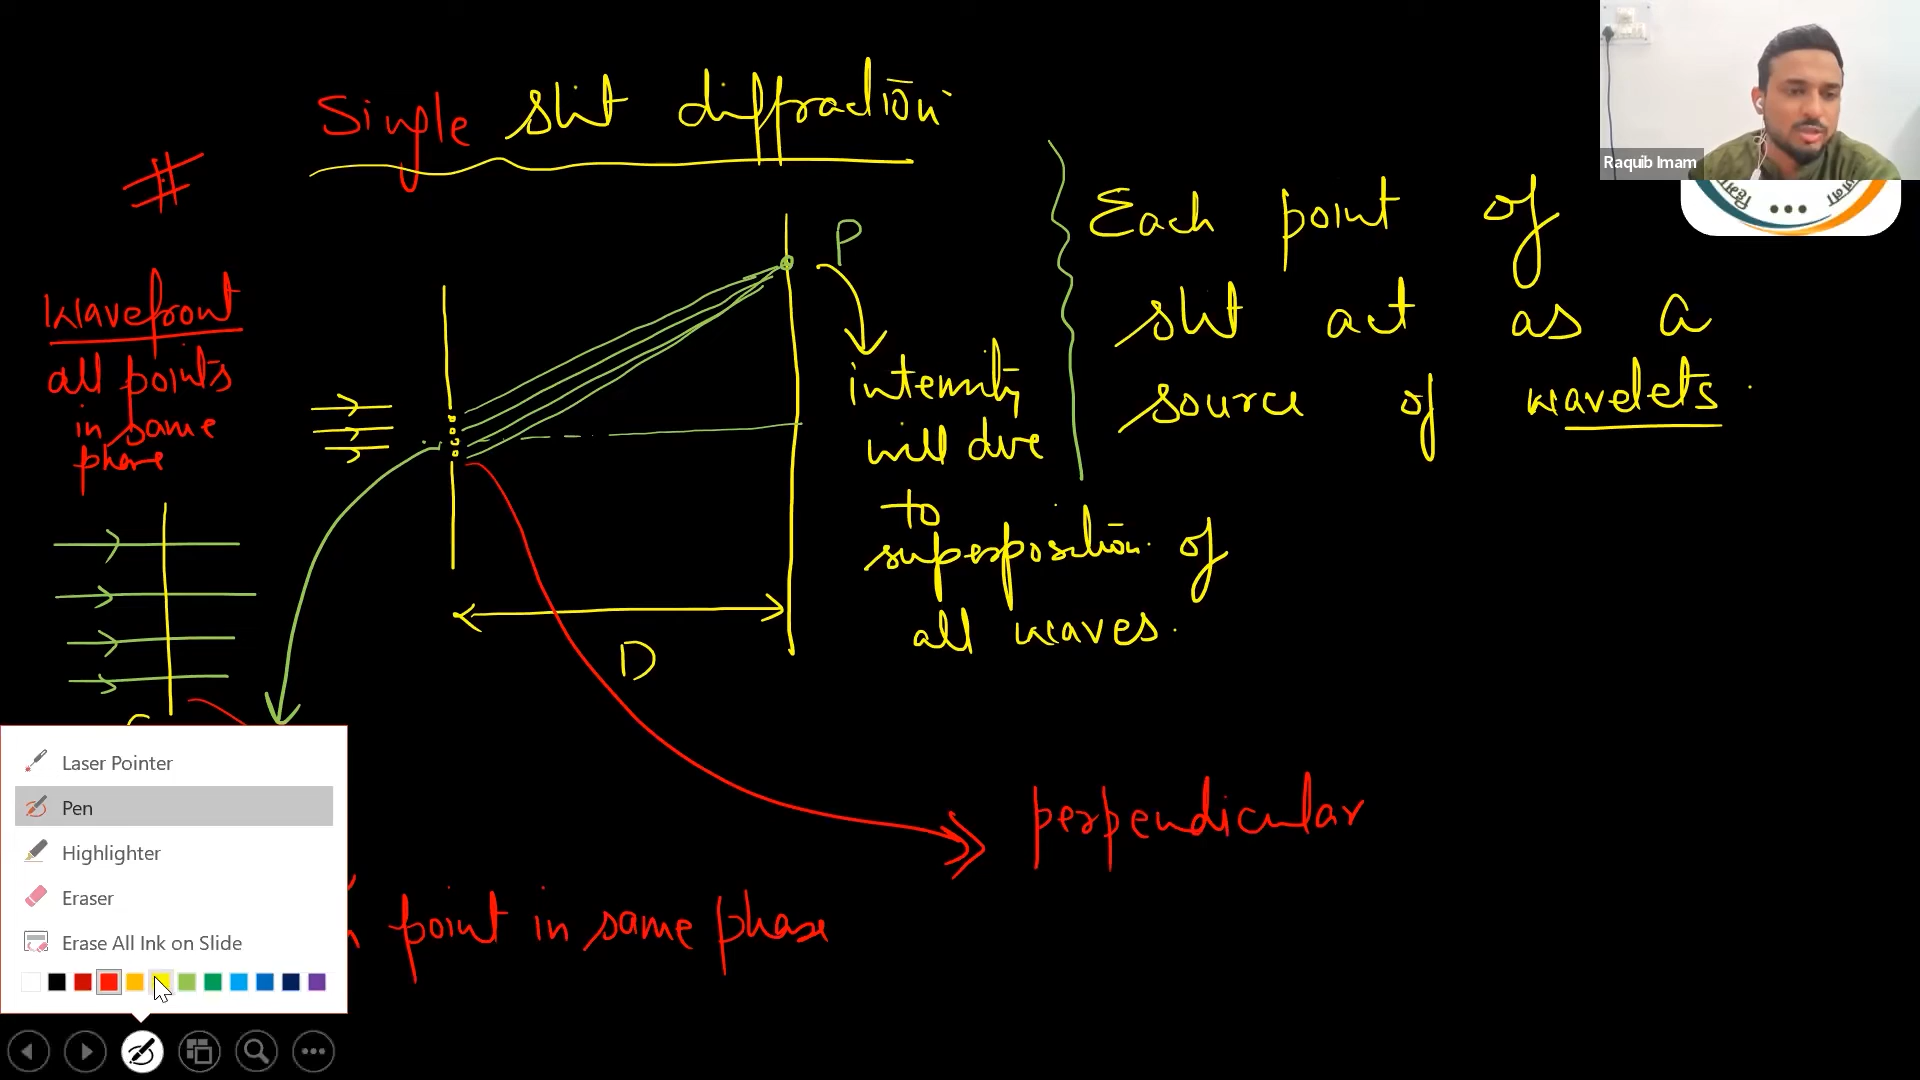 Single slit diffraction
#
Raquib Imam
P
Each point of
slit act as a
source of wavelets.
wavefront
all points
in same
phase
intensity
will due
to
superposition of
all waves.
D
perpendicular
point in same phase
Laser Pointer
Pen
Highlighter
Eraser
Erase All Ink on Slide